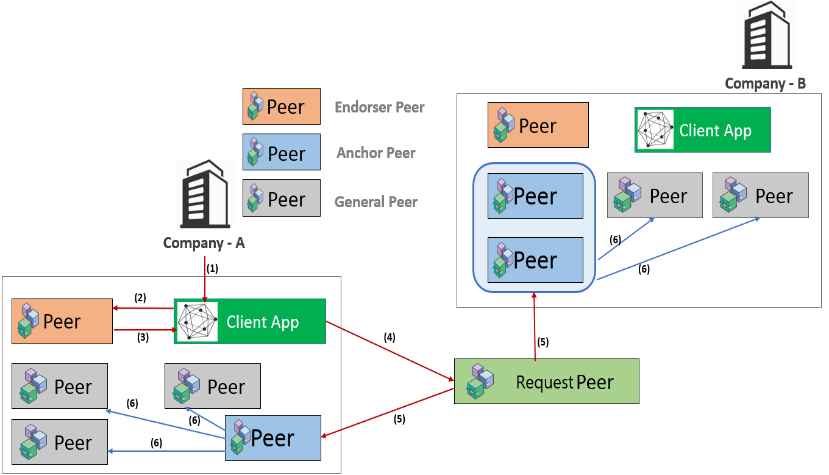 Company - B
Peer
Endorser Peer
Peer
Client App
Peer
Anchor Peer
Peer
General Peer
Peer
Peer
Peer
Company - A
Peer
(6)
(6)
(1)
(2)
Peer
Client App
(3)
(4)
(5)
Peer
Peer
Request Peer
(6)
(6)
(5)
Peer
Peer
(6)